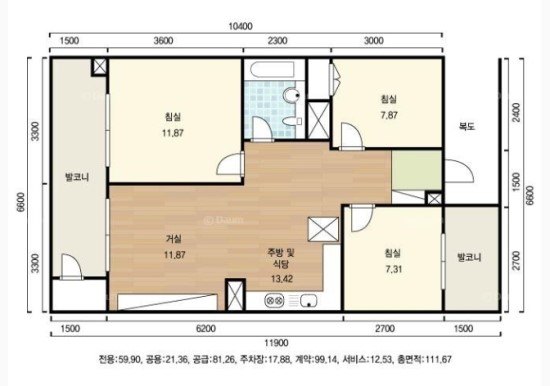 10400
1500 3600 2300 3000
3300
6600
3300
2400
1500
6600
2700
침실
11,87
침실
7,87
복도
발코니
거실
11,87
주방 및
식당
13,42
침실
7,31
발코니
© Daum
1500 6200 2700 1500
11900
전용:59,90, 공용:21,36, 공급:81,26, 주차장:17,88, 계약:99,14, 서비스:12,53, 총면적:111,67